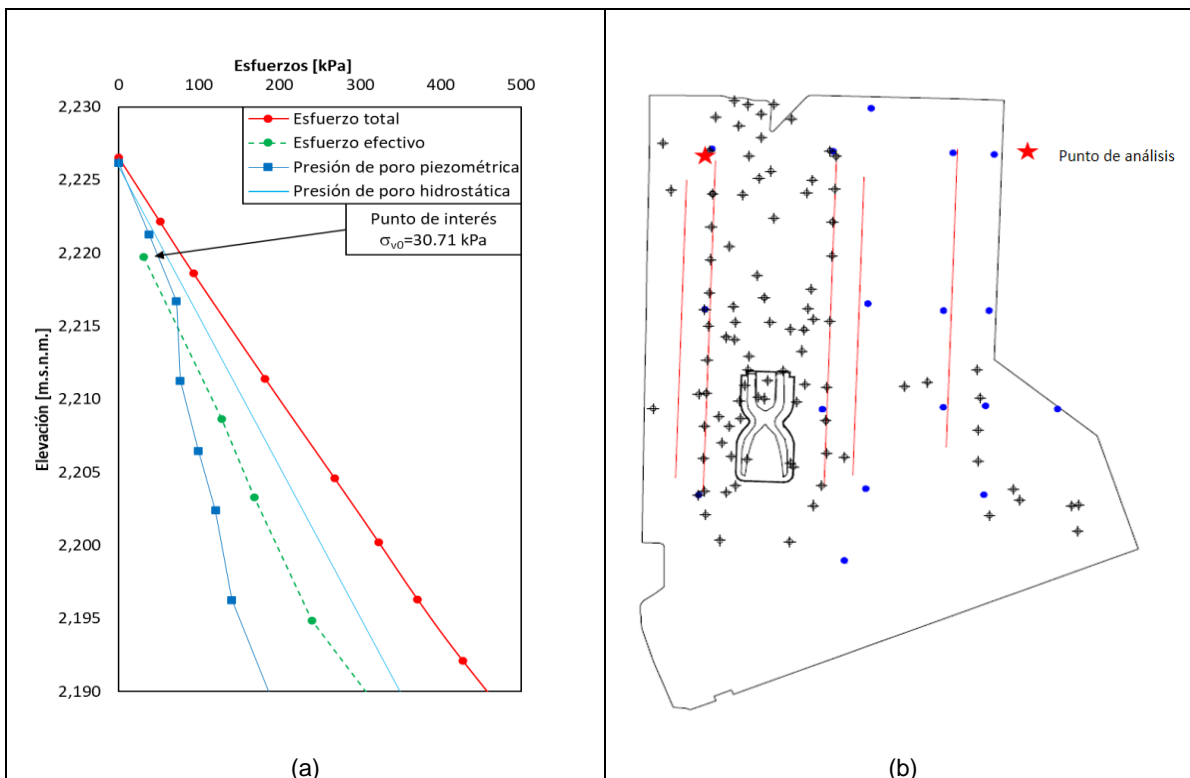 Esfuerzos [kPa]
0 100 200 300 400 500
2,230
2,225
2,220
2,215
2,210
2,205
2,200
2,195
2,190
Elevación [m.s.n.m.]
Esfuerzo total
Esfuerzo efectivo
Presión de poro piezométrica
Presión de poro hidrostática
Punto de interés
σv0=30.71 kPa
(a)
Punto de análisis
(b)